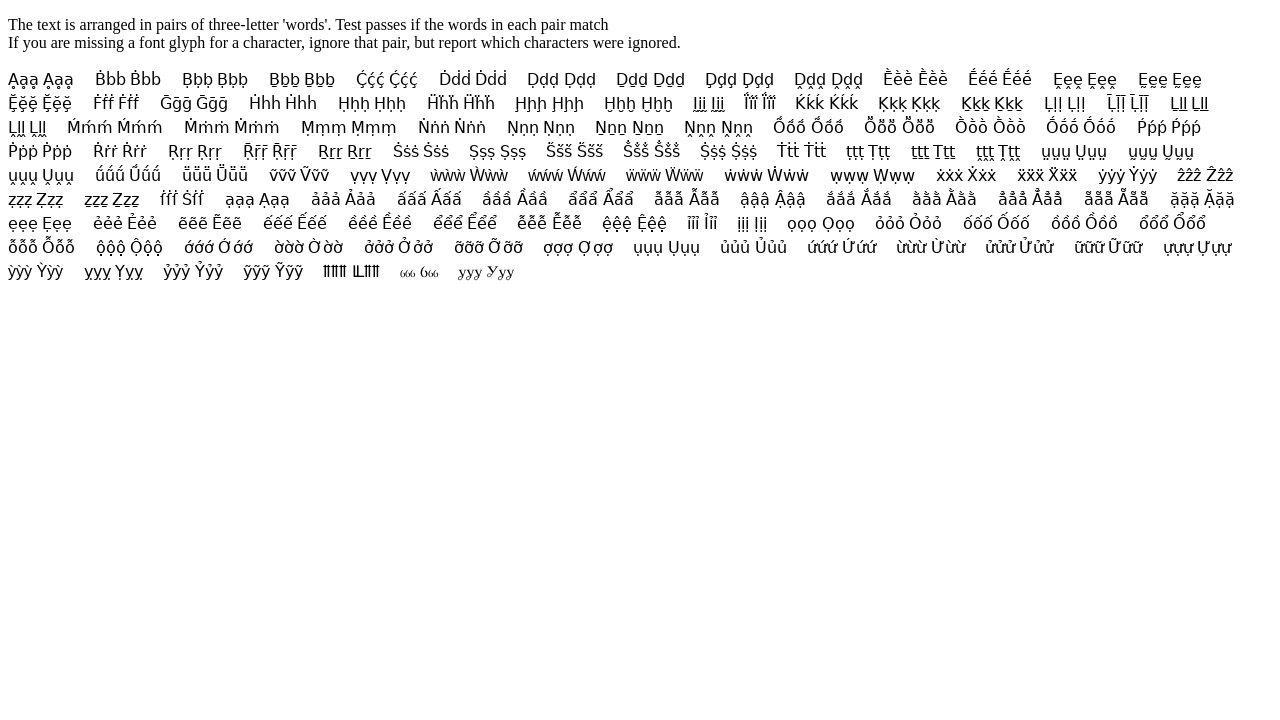 The text is arranged in pairs of three-letter 'words'. Test passes if the words in each pair match
If you are missing a font glyph for a character, ignore that pair, but report which characters were ignored.
Ḁḁḁ Ḁḁḁ Ḃḃḃ Ḃḃḃ Ḅḅḅ Ḅḅḅ Ḇḇḇ Ḇḇḇ Ḉḉḉ Ḉḉḉ Ḋḋḋ Ḋḋḋ Ḍḍḍ Ḍḍḍ Ḏḏḏ Ḏḏḏ Ḑḑḑ Ḑḑḑ Ḓḓḓ Ḓḓḓ Ḕḕḕ Ḕḕḕ Ḗḗḗ Ḗḗḗ Ḙḙḙ Ḙḙḙ Ḛḛḛ Ḛḛḛ
Ḝḝḝ Ḝḝḝ Ḟḟḟ Ḟḟḟ Ḡḡḡ Ḡḡḡ Ḣḣḣ Ḣḣḣ Ḥḥḥ Ḥḥḥ Ḧḧḧ Ḧḧḧ Ḩḩḩ Ḩḩḩ Ḫḫḫ Ḫḫḫ Ḭḭḭ Ḭḭḭ Ḯḯḯ Ḯḯḯ Ḱḱḱ Ḱḱḱ Ḳḳḳ Ḳḳḳ Ḵḵḵ Ḵḵḵ Ḷḷḷ Ḷḷḷ Ḹḹḹ Ḹḹḹ Ḻḻḻ Ḻḻḻ
Ḽḽḽ Ḽḽḽ Ḿḿḿ Ḿḿḿ Ṁṁṁ Ṁṁṁ Ṃṃṃ Ṃṃṃ Ṅṅṅ Ṅṅṅ Ṇṇṇ Ṇṇṇ Ṉṉṉ Ṉṉṉ Ṋṋṋ Ṋṋṋ Ṍṍṍ Ṍṍṍ Ṏṏṏ Ṏṏṏ Ṑṑṑ Ṑṑṑ Ṓṓṓ Ṓṓṓ Ṕṕṕ Ṕṕṕ
Ṗṗṗ Ṗṗṗ Ṙṙṙ Ṙṙṙ Ṛṛṛ Ṛṛṛ Ṝṝṝ Ṝṝṝ Ṟṟṟ Ṟṟṟ Ṡṡṡ Ṡṡṡ Ṣṣṣ Ṣṣṣ Ṥṥṥ Ṥṥṥ Ṧṧṧ Ṧṧṧ Ṩṩṩ Ṩṩṩ Ṫṫṫ Ṫṫṫ ṭṭṭ Ṭṭṭ ṯṯṯ Ṯṯṯ ṱṱṱ Ṱṱṱ ṳṳṳ Ṳṳṳ ṵṵṵ Ṵṵṵ
ṷṷṷ Ṷṷṷ ṹṹṹ Ṹṹṹ ṻṻṻ Ṻṻṻ ṽṽṽ Ṽṽṽ ṿṿṿ Ṿṿṿ ẁẁẁ Ẁẁẁ ẃẃẃ Ẃẃẃ ẅẅẅ Ẅẅẅ ẇẇẇ Ẇẇẇ ẉẉẉ Ẉẉẉ ẋẋẋ Ẋẋẋ ẍẍẍ Ẍẍẍ ẏẏẏ Ẏẏẏ ẑẑẑ Ẑẑẑ
ẓẓẓ Ẓẓẓ ẕẕẕ Ẕẕẕ ẛẛẛ Ṡẛẛ ạạạ Ạạạ ảảả Ảảả ấấấ Ấấấ ầầầ Ầầầ ẩẩẩ Ẩẩẩ ẫẫẫ Ẫẫẫ ậậậ Ậậậ ắắắ Ắắắ ằằằ Ằằằ ẳẳẳ Ẳẳẳ ẵẵẵ Ẵẵẵ ặặặ Ặặặ
ẹẹẹ Ẹẹẹ ẻẻẻ Ẻẻẻ ẽẽẽ Ẽẽẽ ếếế Ếếế ềềề Ềềề ểểể Ểểể ễễễ Ễễễ ệệệ Ệệệ ỉỉỉ Ỉỉỉ ịịị Ịịị ọọọ Ọọọ ỏỏỏ Ỏỏỏ ốốố Ốốố ồồồ Ồồồ ổổổ Ổổổ
ỗỗỗ Ỗỗỗ ộộộ Ộộộ ớớớ Ớớớ ờờờ Ờờờ ởởở Ởởở ỡỡỡ Ỡỡỡ ợợợ Ợợợ ụụụ Ụụụ ủủủ Ủủủ ứứứ Ứứứ ừừừ Ừừừ ửửử Ửửử ữữữ Ữữữ ựựự Ựựự
ỳỳỳ Ỳỳỳ ỵỵỵ Ỵỵỵ ỷỷỷ Ỷỷỷ ỹỹỹ Ỹỹỹ ỻỻỻ Ỻỻỻ ỽỽỽ Ỽỽỽ ỿỿỿ Ỿỿỿ